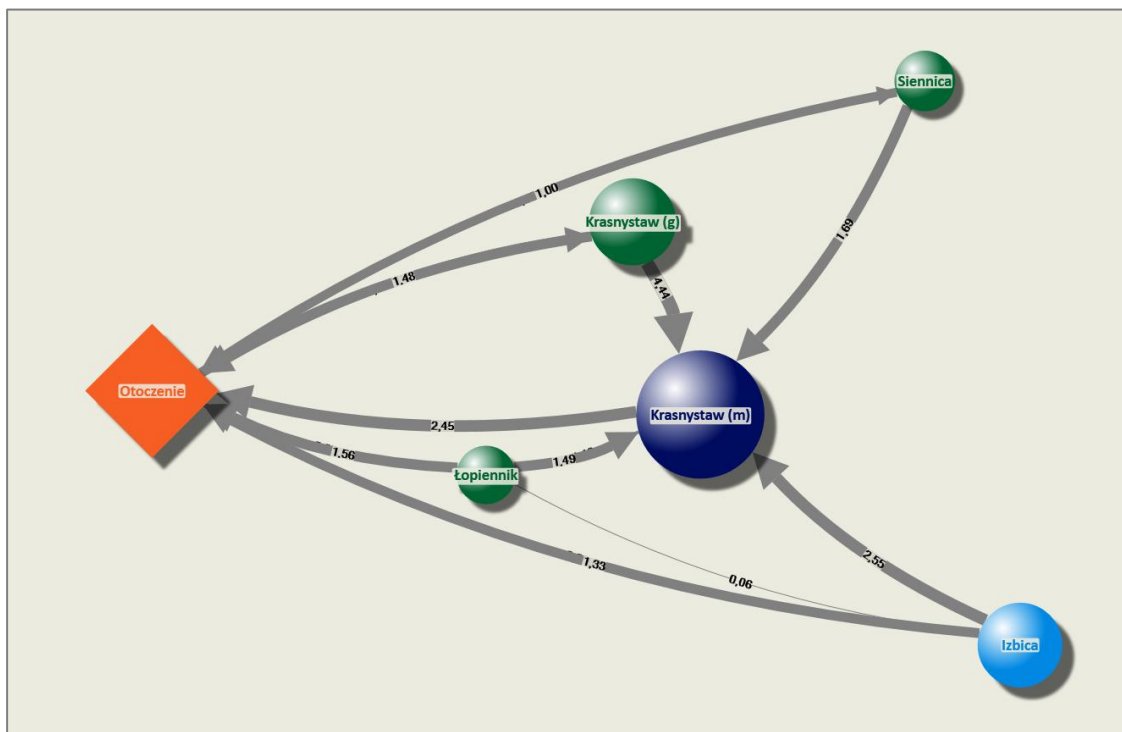 Siennica
1,00
Krasnystaw (g)
1,69
1,48
4,44
Otoczenie
Krasnystaw (m)
2,45
1,56
1,49
Łopiennik
2,55
1,33
0,06
Izbica